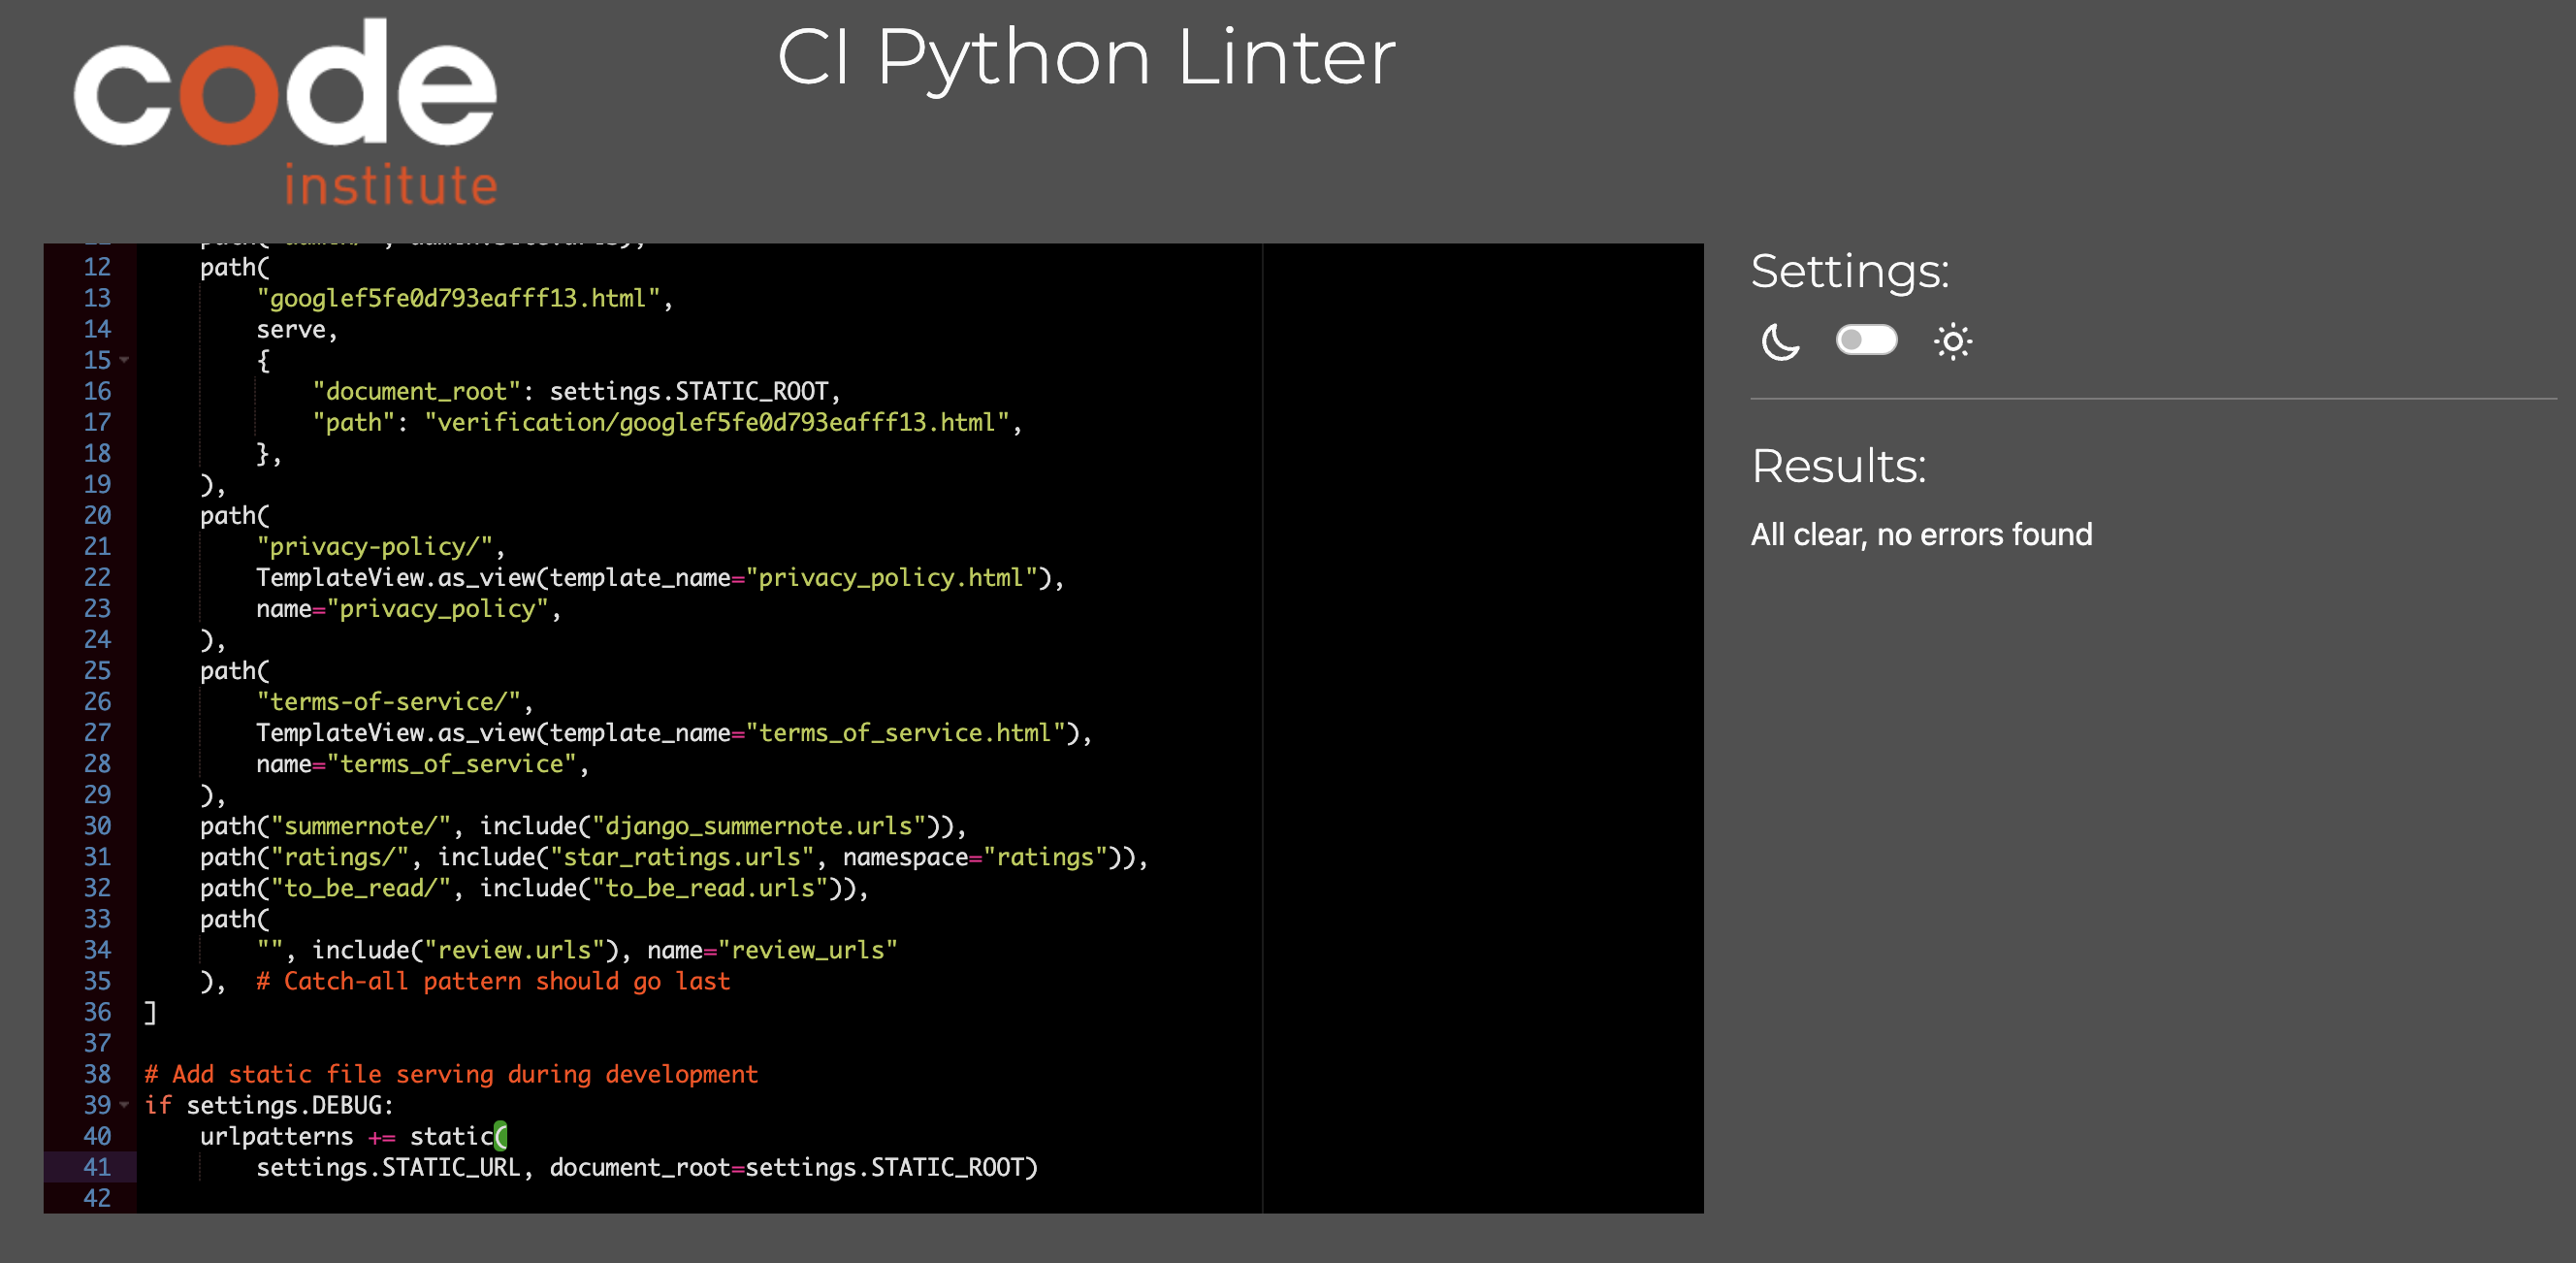 code
institute
CI Python Linter
12 path(
13 "googlef5fe0d793eafff13.html",
14 serve,
15 {
16 "document_root": settings.STATIC_ROOT,
17 "path": "verification/googlef5fe0d793eafff13.html",
18 },
19 ),
20 path(
21 "privacy-policy/",
22 TemplateView.as_view(template_name="privacy_policy.html"),
23 name="privacy_policy",
24 ),
25 path(
26 "terms-of-service/",
27 TemplateView.as_view(template_name="terms_of_service.html"),
28 name="terms_of_service",
29 ),
30 path("summernote/", include("django_summernote.urls")),
31 path("ratings/", include("star_ratings.urls", namespace="ratings")),
32 path("to_be_read/", include("to_be_read.urls")),
33 path(
34 "", include("review.urls"), name="review_urls"
35 ),  # Catch-all pattern should go last
36 ]
37
38 # Add static file serving during development
39 if settings.DEBUG:
40 urlpatterns += static(
41 settings.STATIC_URL, document_root=settings.STATIC_ROOT)
42
Settings:
Results:
All clear, no errors found